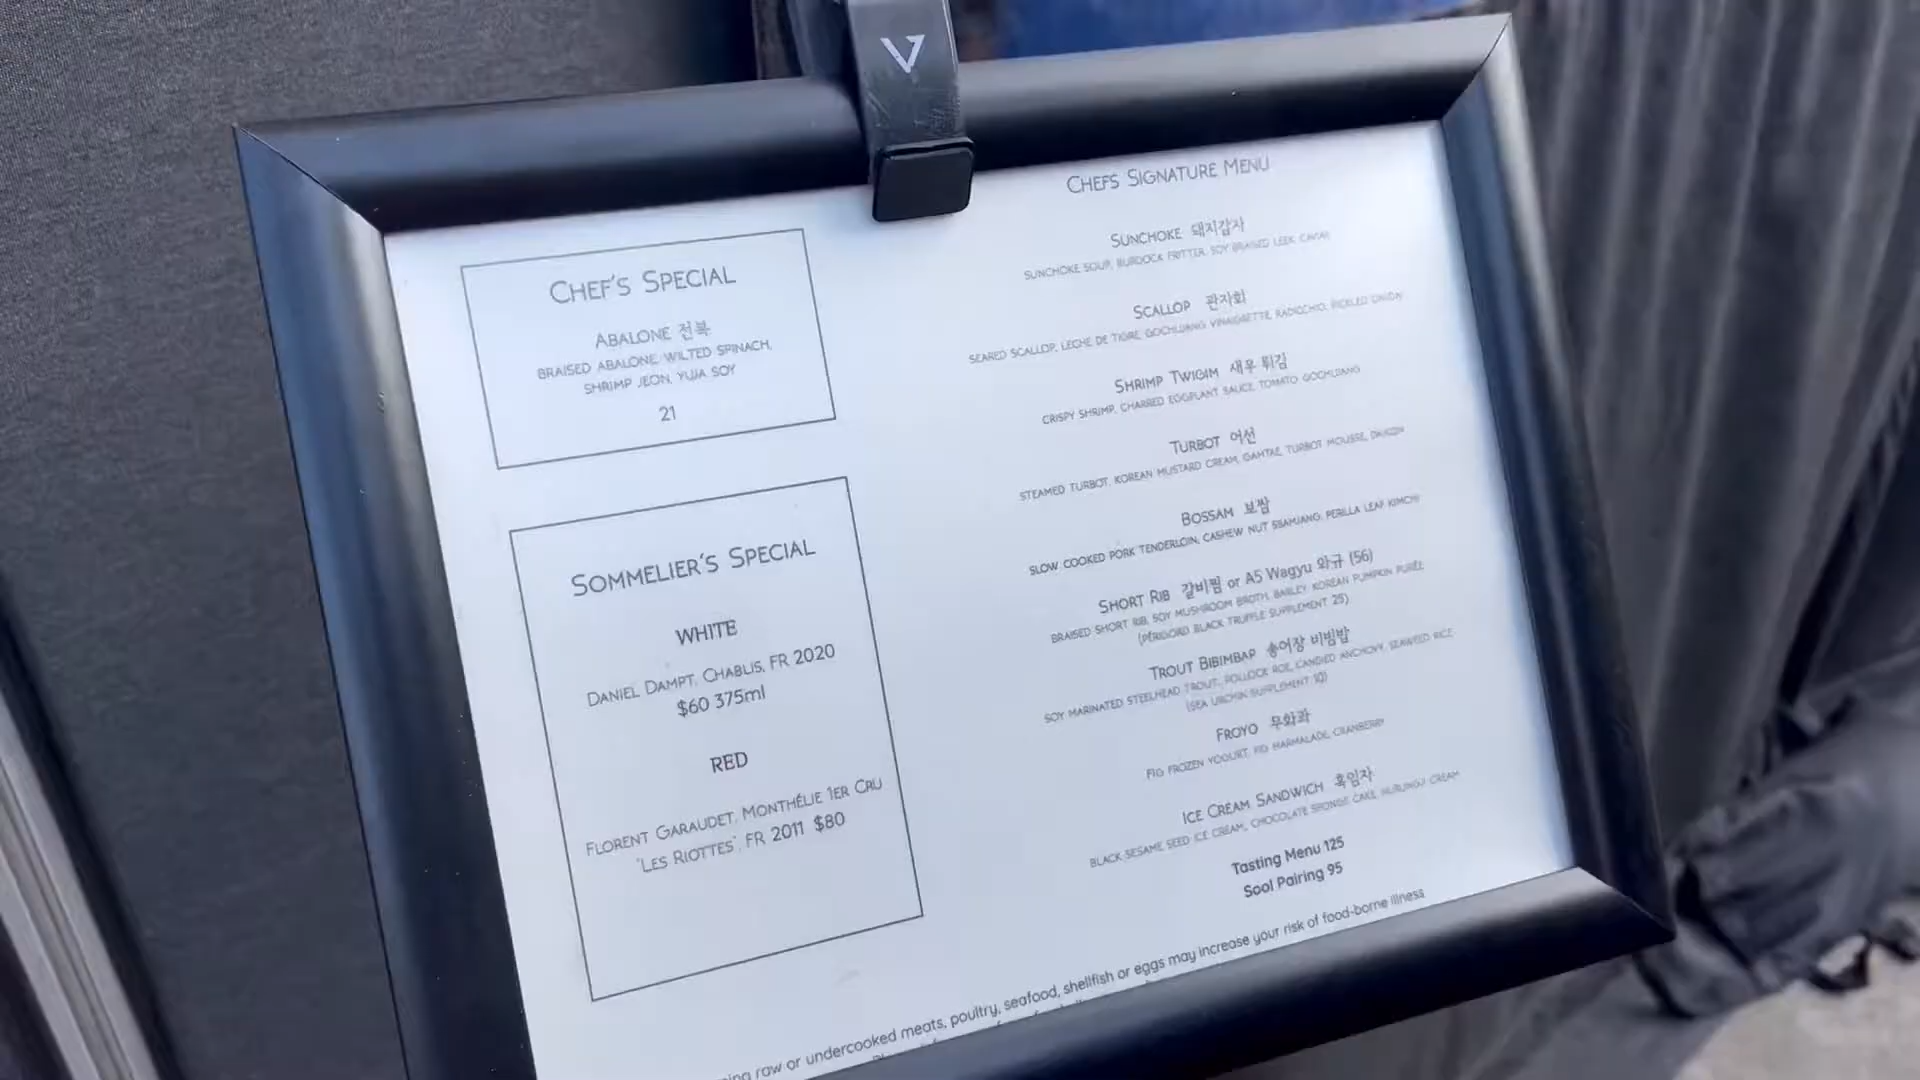 CHEF'S SPECIAL
ABALONE 전복
BRAISED ABALONE, WILTED SPINACH,
SHRIMP JEON, YUJA SOY
21
SOMMELIER'S SPECIAL
WHITE
DANIEL DAMPT, CHABLIS, FR 2020
$60 375ml
RED
FLORENT GARAUDET, MONTHÉLIE 1ER CRU
'LES RIOTTES', FR 2011 $80
CHEFS SIGNATURE MENU
SUNCHOKE 돼지감자
SUNCHOKE SOUP, BURDOCK FRITTER, SOY BRAISED LEEK, CAVIAR
SCALLOP 관자회
SEARED SCALLOP, LECHE DE TIGRE, GOCHUJANG VINAIGRETTE, RADICCHIO, PICKLED ONION
SHRIMP TWIGIM 새우 튀김
CRISPY SHRIMP, CHARRED EGGPLANT SAUCE, TOMATO GOCHUJANG
TURBOT 어선
STEAMED TURBOT, KOREAN MUSTARD CREAM, GAMTAE, TURBOT MOUSSE, DAIKON
BOSSAM 보쌈
SLOW COOKED PORK TENDERLOIN, CASHEW NUT SSAMJANG, PERILLA LEAF KIMCHI
SHORT RIB 갈비찜 or A5 Wagyu 와규 (56)
BRAISED SHORT RIB, SOY MUSHROOM BROTH, BARLEY, KOREAN PUMPKIN PURÉE
(PÉRIGORD BLACK TRUFFLE SUPPLEMENT 25)
TROUT BIBIMBAP 송어장 비빔밥
SOY MARINATED STEELHEAD TROUT, POLLOCK ROE, CANDIED ANCHOVY, SEAWEED RICE
(SEA URCHIN SUPPLEMENT 10)
FROYO 무화과
FIG FROZEN YOGURT, FIG MARMALADE, CRANBERRY
ICE CREAM SANDWICH 흑임자
BLACK SESAME SEED ICE CREAM, CHOCOLATE SPONGE CAKE, NURUNGJI CREAM
Tasting Menu 125
Sool Pairing 95
raw or undercooked meats, poultry, seafood, shellfish or eggs may increase your risk of food-borne illness